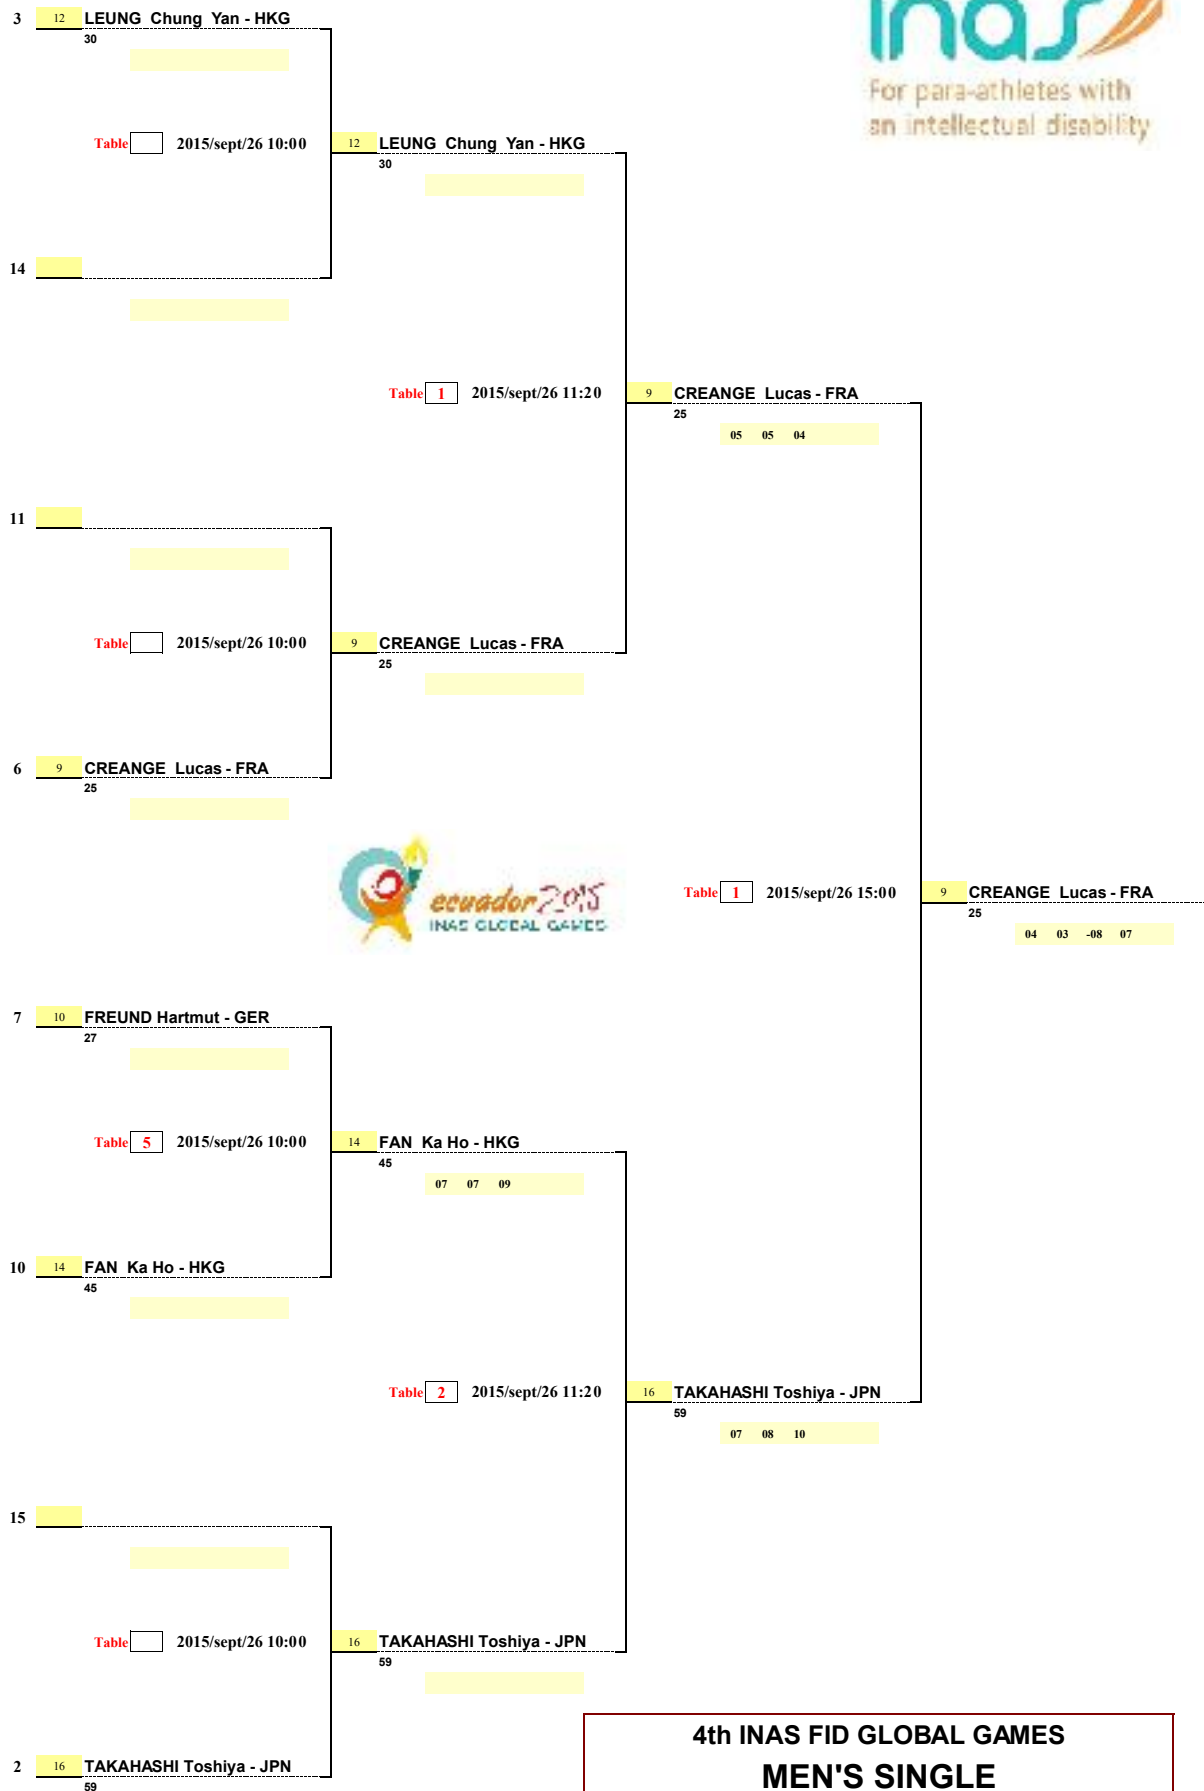 inas
For para-athletes with
an intellectual disability
3 12 LEUNG Chung Yan - HKG
30
Table 2015/sept/26 10:00 12 LEUNG Chung Yan - HKG
30
14
Table 1 2015/sept/26 11:20 9 CREANGE Lucas - FRA
25
05 05 04
11
Table 2015/sept/26 10:00 9 CREANGE Lucas - FRA
25
6 9 CREANGE Lucas - FRA
25
ecuador 2015
INAS GLOBAL GAMES
Table 1 2015/sept/26 15:00 9 CREANGE Lucas - FRA
25
04 03 -08 07
7 10 FREUND Hartmut - GER
27
Table 5 2015/sept/26 10:00 14 FAN Ka Ho - HKG
45
07 07 09
10 14 FAN Ka Ho - HKG
45
Table 2 2015/sept/26 11:20 16 TAKAHASHI Toshiya - JPN
59
07 08 10
15
Table 2015/sept/26 10:00 16 TAKAHASHI Toshiya - JPN
59
2 16 TAKAHASHI Toshiya - JPN
59
4th INAS FID GLOBAL GAMES
MEN'S SINGLE